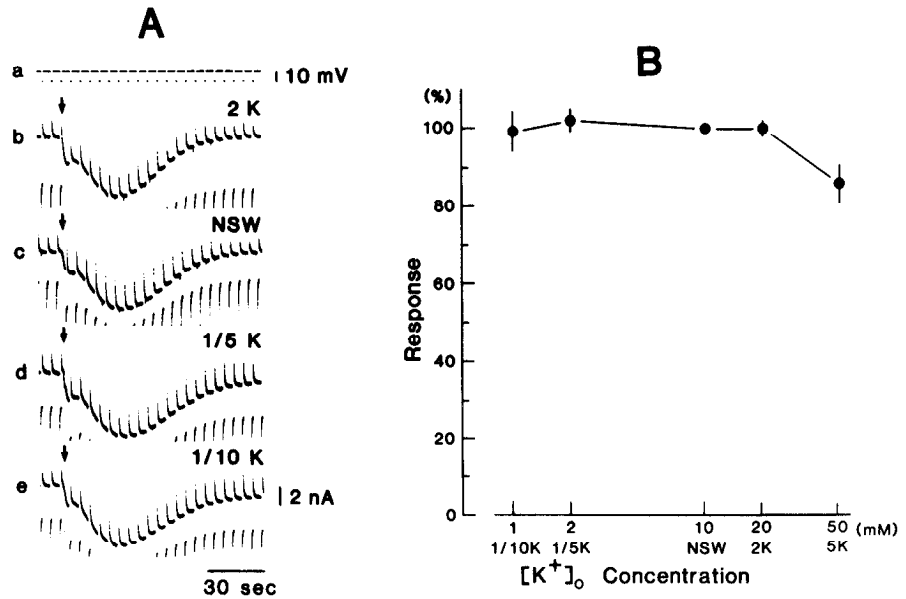 A
a
10 mV
2 K
b
NSW
c
1/5 K
d
1/10 K
e
2 nA
30 sec
B
(%)
100
80
60
40
20
0
Response
1 2 10 20 50 (mM)
1/10K 1/5K NSW 2K 5K
[K⁺]ₒ Concentration